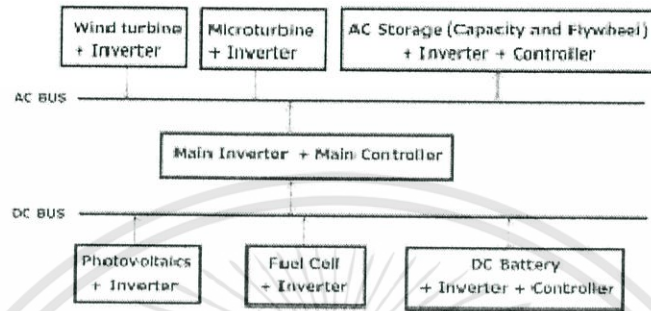 Wind turbine
+ Inverter
Microturbine
+ Inverter
AC Storage (Capacity and Flywheel)
+ Inverter + Controller
AC BUS
Main Inverter + Main Controller
DC BUS
Photovoltaics
+ Inverter
Fuel Cell
+ Inverter
DC Battery
+ Inverter + Controller